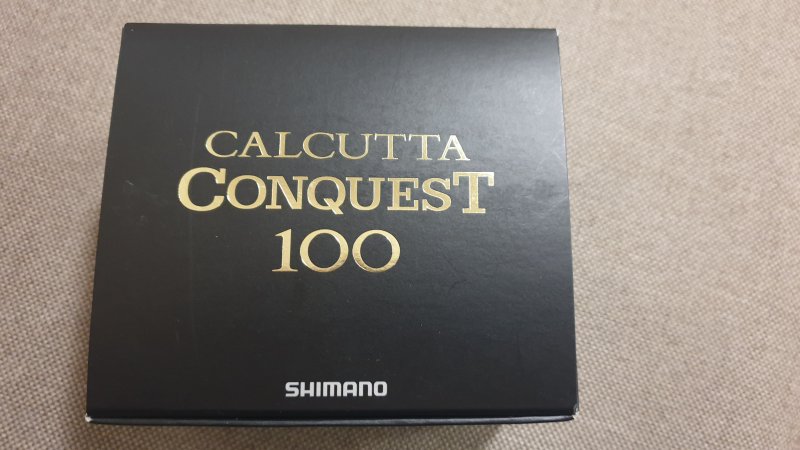 CALCUTTA
CONQUEST
100
SHIMANO